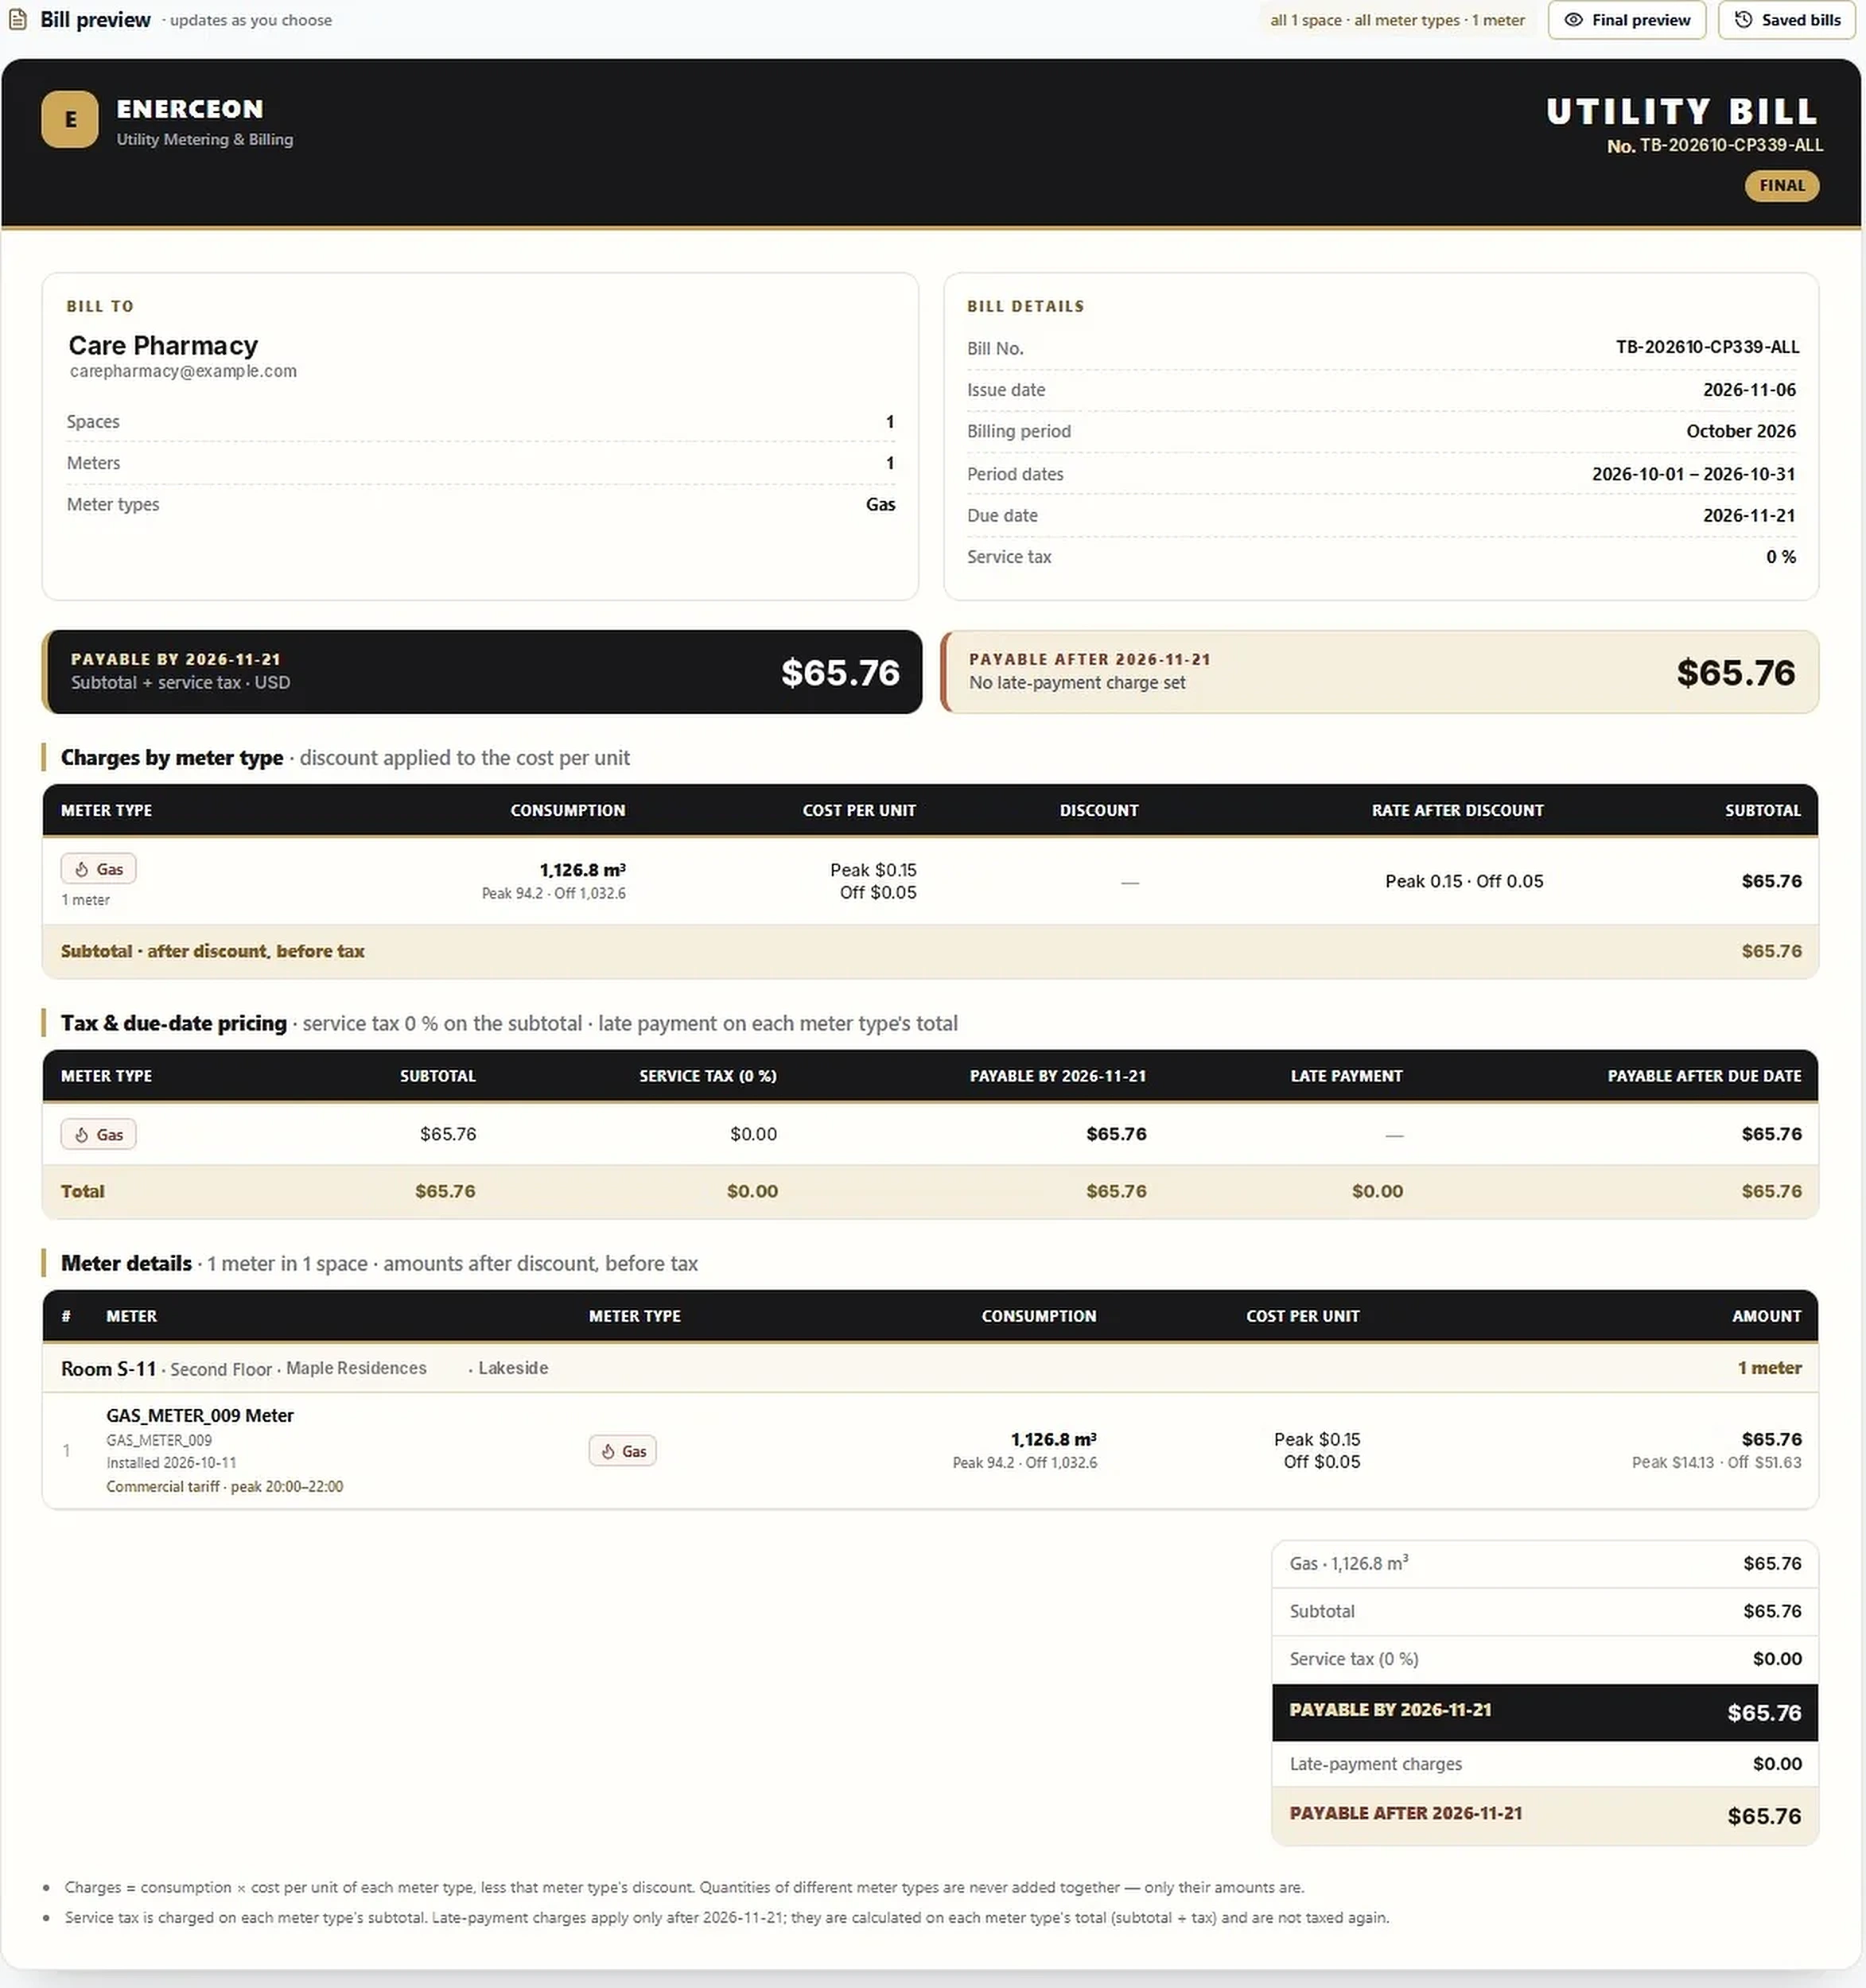 Bill preview · updates as you choose
all 1 space · all meter types · 1 meter
Final preview
Saved bills
E
ENERCEON
Utility Metering & Billing
UTILITY BILL
No. TB-202610-CP339-ALL
FINAL
BILL TO
Care Pharmacy
carepharmacy@example.com
Spaces 1
Meters 1
Meter types Gas
BILL DETAILS
Bill No. TB-202610-CP339-ALL
Issue date 2026-11-06
Billing period October 2026
Period dates 2026-10-01 – 2026-10-31
Due date 2026-11-21
Service tax 0 %
PAYABLE BY 2026-11-21
Subtotal + service tax · USD
$65.76
PAYABLE AFTER 2026-11-21
No late-payment charge set
$65.76
Charges by meter type · discount applied to the cost per unit
METER TYPE CONSUMPTION COST PER UNIT DISCOUNT RATE AFTER DISCOUNT SUBTOTAL
Gas 1,126.8 m³ Peak $0.15 — Peak 0.15 · Off 0.05 $65.76
1 meter Peak 94.2 · Off 1,032.6 Off $0.05
Subtotal · after discount, before tax $65.76
Tax & due-date pricing · service tax 0 % on the subtotal · late payment on each meter type's total
METER TYPE SUBTOTAL SERVICE TAX (0 %) PAYABLE BY 2026-11-21 LATE PAYMENT PAYABLE AFTER DUE DATE
Gas $65.76 $0.00 $65.76 — $65.76
Total $65.76 $0.00 $65.76 $0.00 $65.76
Meter details · 1 meter in 1 space · amounts after discount, before tax
# METER METER TYPE CONSUMPTION COST PER UNIT AMOUNT
Room S-11 · Second Floor · Maple Residences · Lakeside 1 meter
1
GAS_METER_009 Meter
GAS_METER_009
Installed 2026-10-11
Commercial tariff · peak 20:00–22:00
Gas
1,126.8 m³
Peak 94.2 · Off 1,032.6
Peak $0.15
Off $0.05
$65.76
Peak $14.13 · Off $51.63
Gas · 1,126.8 m³ $65.76
Subtotal $65.76
Service tax (0 %) $0.00
PAYABLE BY 2026-11-21 $65.76
Late-payment charges $0.00
PAYABLE AFTER 2026-11-21 $65.76
• Charges = consumption × cost per unit of each meter type, less that meter type's discount. Quantities of different meter types are never added together — only their amounts are.
• Service tax is charged on each meter type's subtotal. Late-payment charges apply only after 2026-11-21; they are calculated on each meter type's total (subtotal + tax) and are not taxed again.